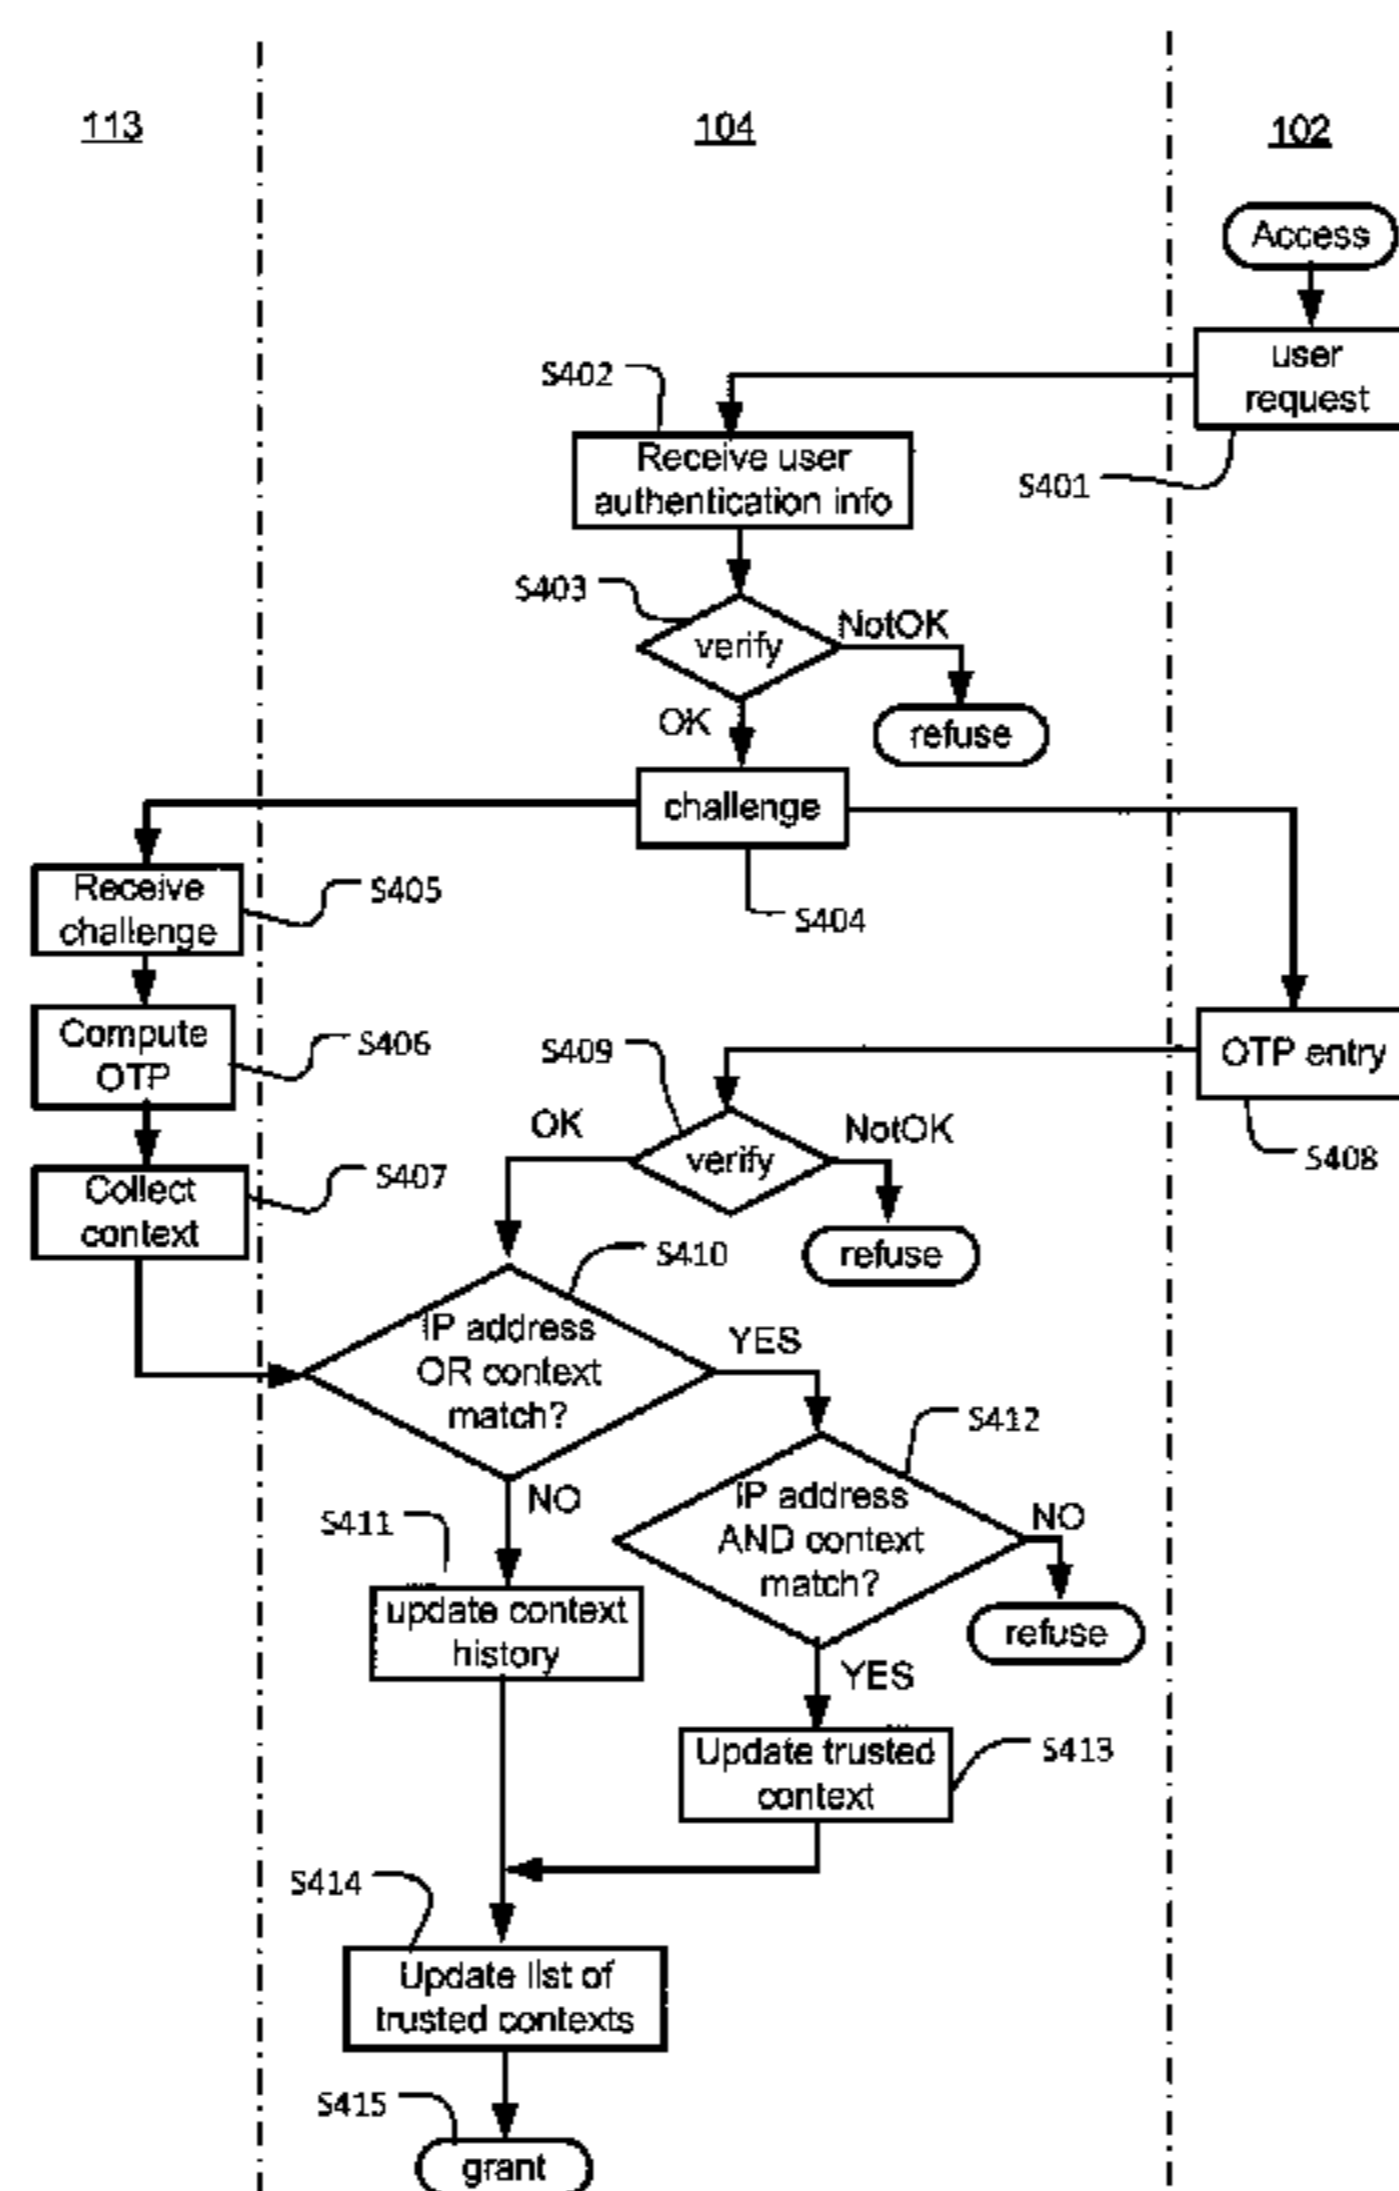 113
104
102
Access
user
request
S401
S402
Receive user
authentication info
S403
verify
NotOK
OK
refuse
challenge
S404
Receive
challenge
S405
Compute
OTP
S406
S409
OTP entry
S408
OK
verify
NotOK
Collect
context
S407
refuse
S410
IP address
OR context
match?
YES
S412
NO
IP address
AND context
match?
NO
S411
update context
history
refuse
YES
Update trusted
context
S413
S414
Update list of
trusted contexts
S415
grant